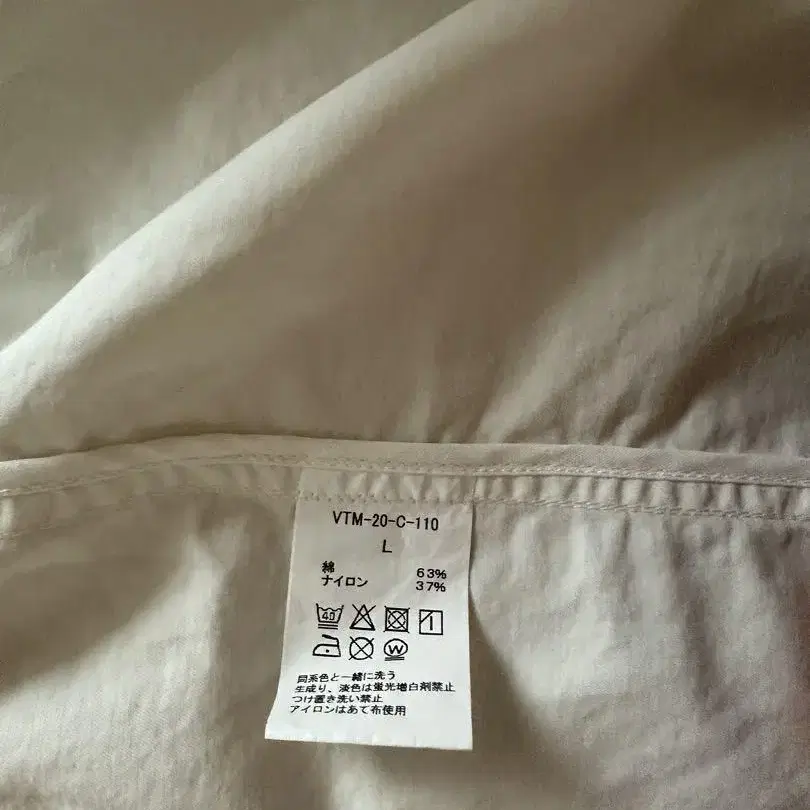 VTM-20-C-110
L
綿 63%
ナイロン 37%
40
W
同系色と一緒に洗う
生成り、淡色は蛍光増白剤禁止
つけ置き洗い禁止
アイロンはあて布使用